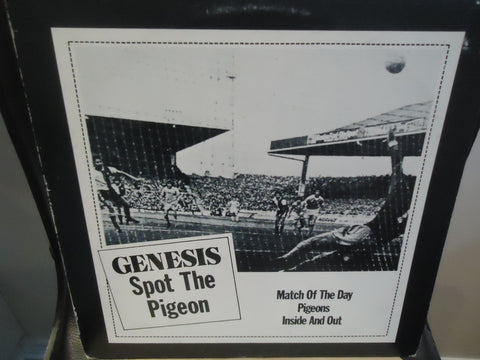 GENESIS
Spot The
Pigeon
Match Of The Day
Pigeons
Inside And Out